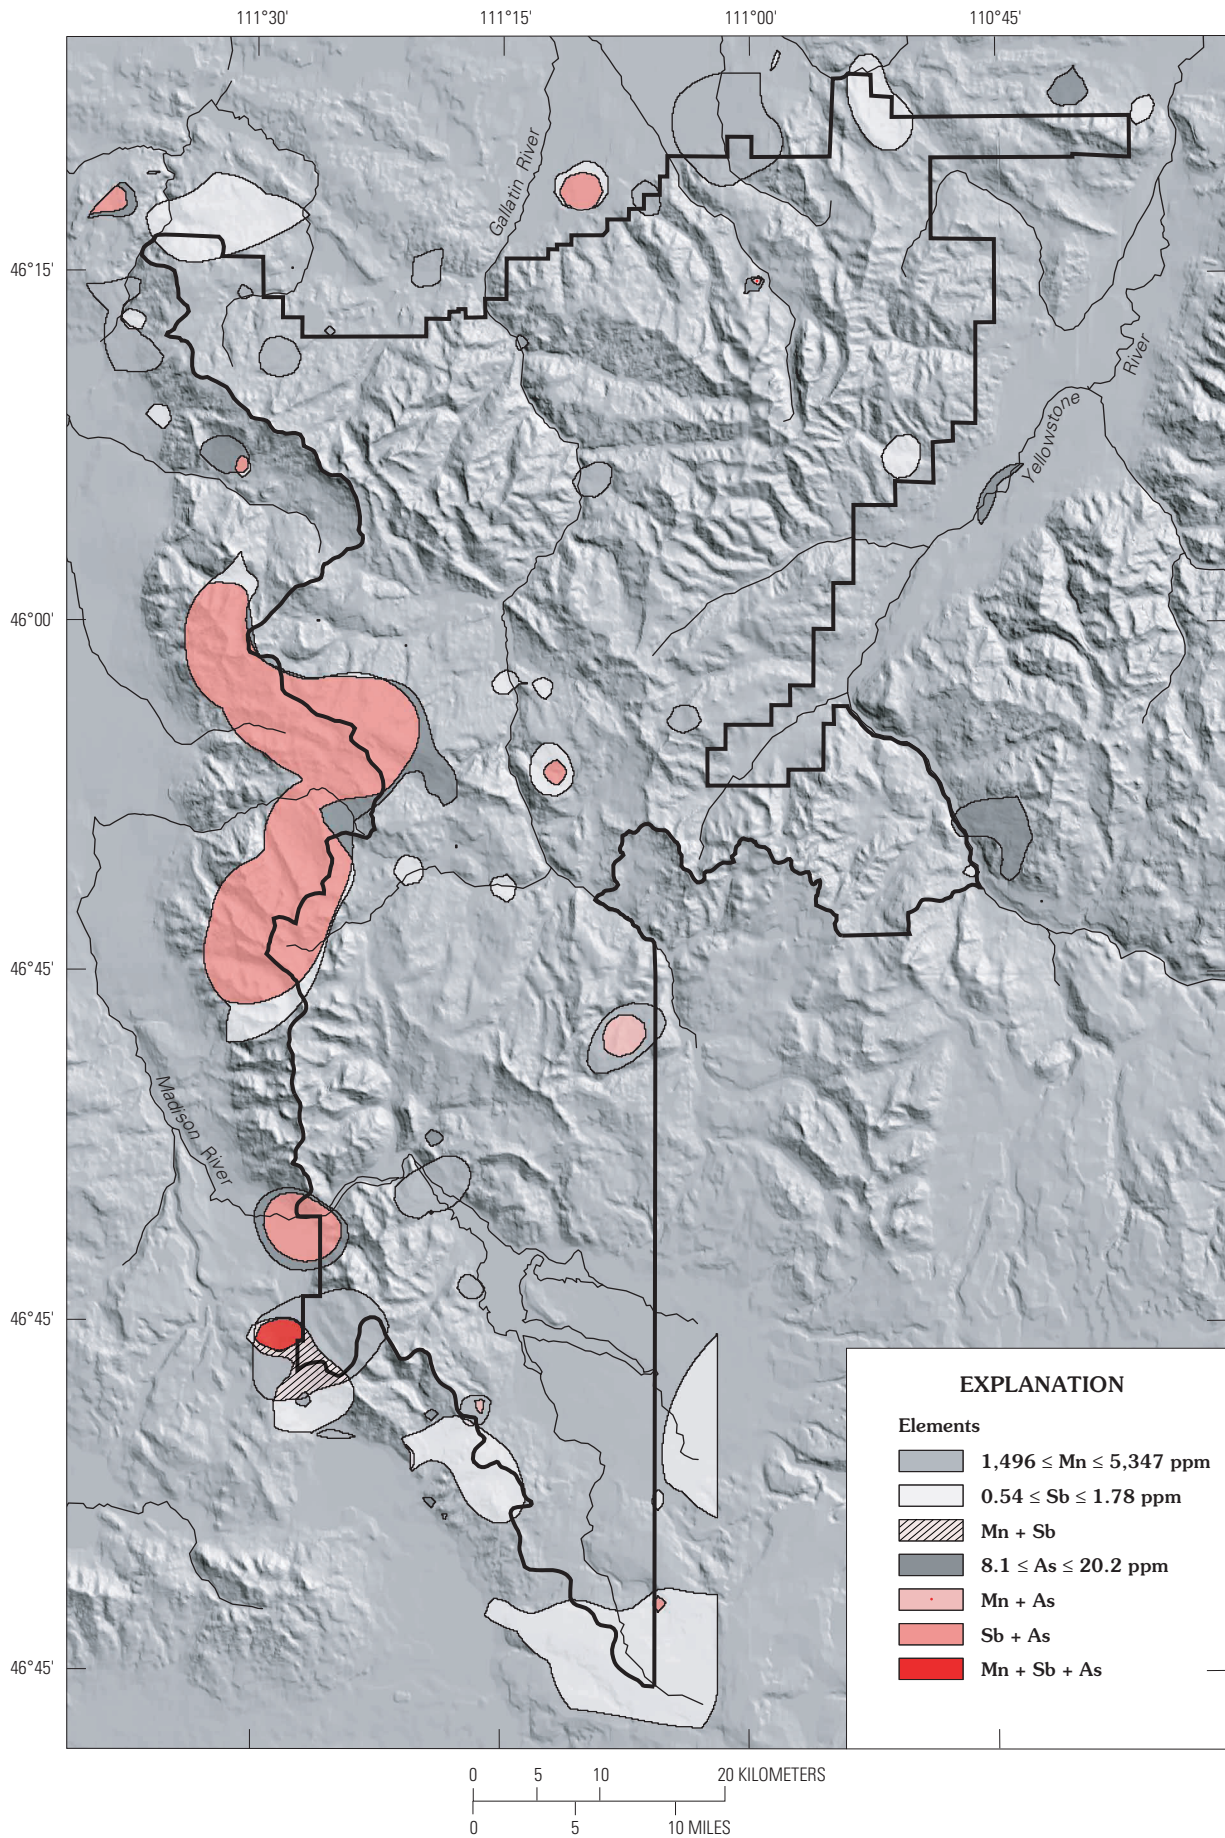 111°30' 111°15' 111°00' 110°45'
Gallatin River
46°15'
River
Yellowstone
46°00'
46°45'
Madison River
46°45'
46°45'
EXPLANATION
Elements
1,496 ≤ Mn ≤ 5,347 ppm
0.54 ≤ Sb ≤ 1.78 ppm
Mn + Sb
8.1 ≤ As ≤ 20.2 ppm
Mn + As
Sb + As
Mn + Sb + As
0 5 10 20 KILOMETERS
0 5 10 MILES